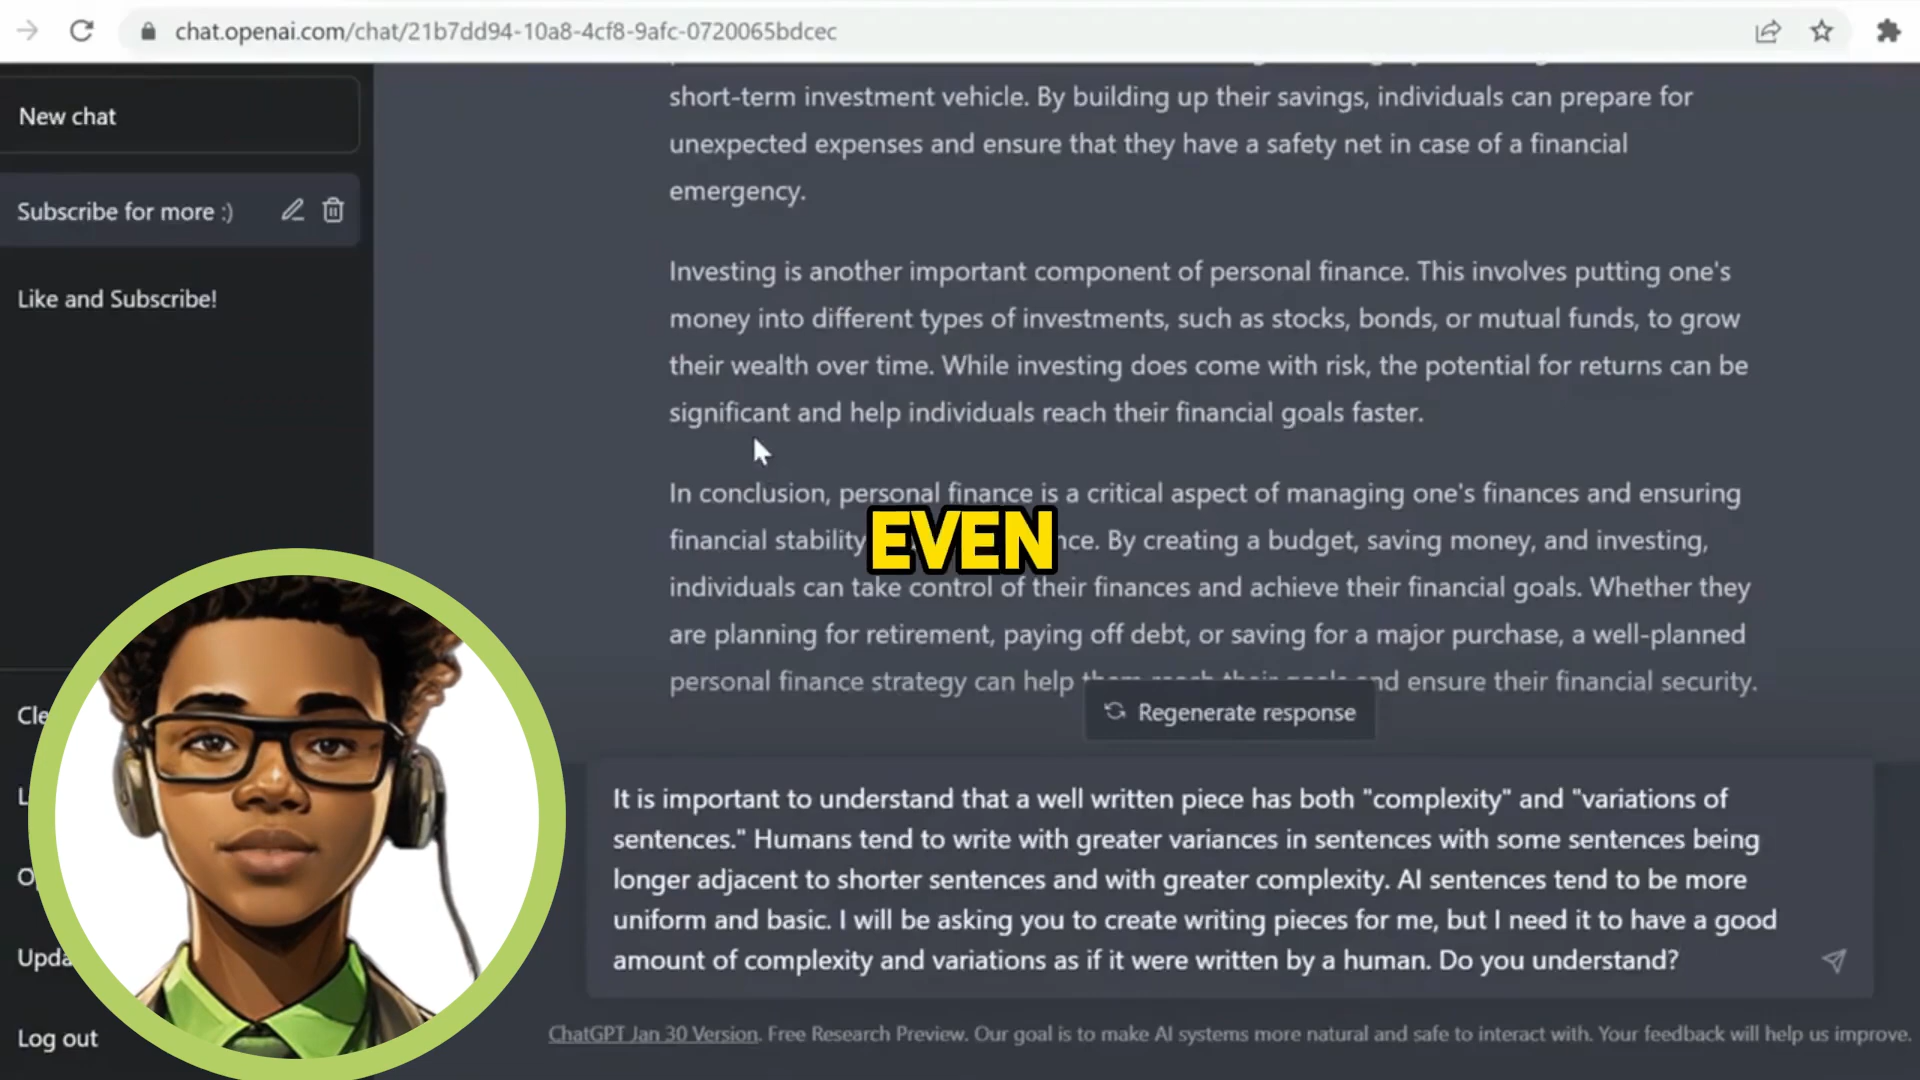 chat.openai.com/chat/21b7dd94-10a8-4cf8-9afc-0720065bdcec
New chat
Subscribe for more :)
Like and Subscribe!
Log out
short-term investment vehicle. By building up their savings, individuals can prepare for
unexpected expenses and ensure that they have a safety net in case of a financial
emergency.
Investing is another important component of personal finance. This involves putting one's
money into different types of investments, such as stocks, bonds, or mutual funds, to grow
their wealth over time. While investing does come with risk, the potential for returns can be
significant and help individuals reach their financial goals faster.
In conclusion, personal finance is a critical aspect of managing one's finances and ensuring
financial stability
EVEN
By creating a budget, saving money, and investing,
individuals can take control of their finances and achieve their financial goals. Whether they
are planning for retirement, paying off debt, or saving for a major purchase, a well-planned
personal finance strategy can help them reach their goals and ensure their financial security.
Regenerate response
It is important to understand that a well written piece has both "complexity" and "variations of
sentences." Humans tend to write with greater variances in sentences with some sentences being
longer adjacent to shorter sentences and with greater complexity. AI sentences tend to be more
uniform and basic. I will be asking you to create writing pieces for me, but I need it to have a good
amount of complexity and variations as if it were written by a human. Do you understand?
ChatGPT Jan 30 Version. Free Research Preview. Our goal is to make AI systems more natural and safe to interact with. Your feedback will help us improve.